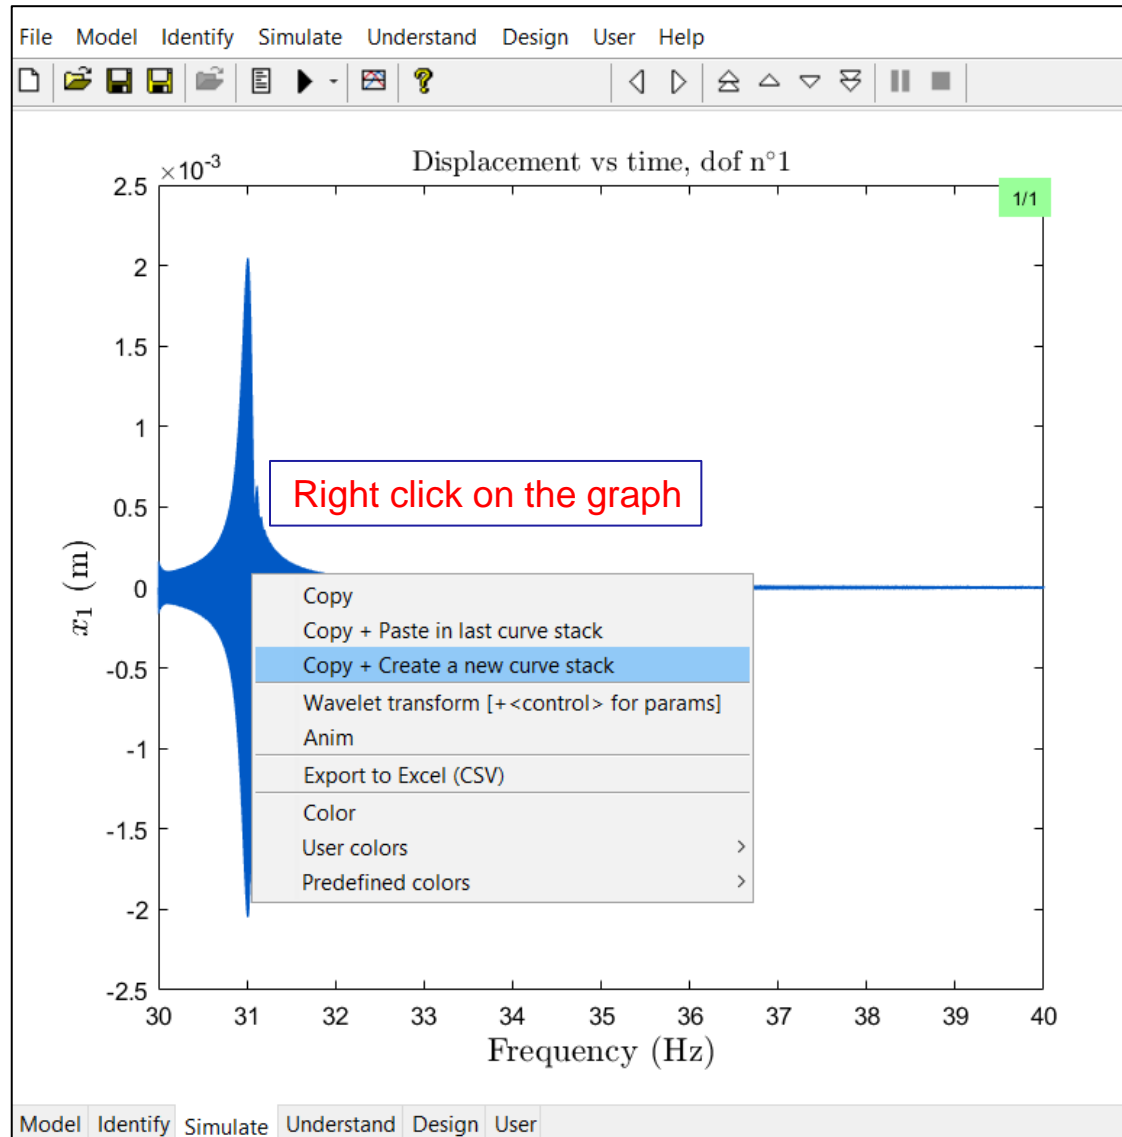 File Model Identify Simulate Understand Design User Help
Displacement vs time, dof n°1
×10-3
1/1
2.5
2
1.5
1
0.5
0
-0.5
-1
-1.5
-2
-2.5
x1 (m)
Right click on the graph
Copy
Copy + Paste in last curve stack
Copy + Create a new curve stack
Wavelet transform [+<control> for params]
Anim
Export to Excel (CSV)
Color
User colors
Predefined colors
30 31 32 33 34 35 36 37 38 39 40
Frequency (Hz)
Model Identify Simulate Understand Design User